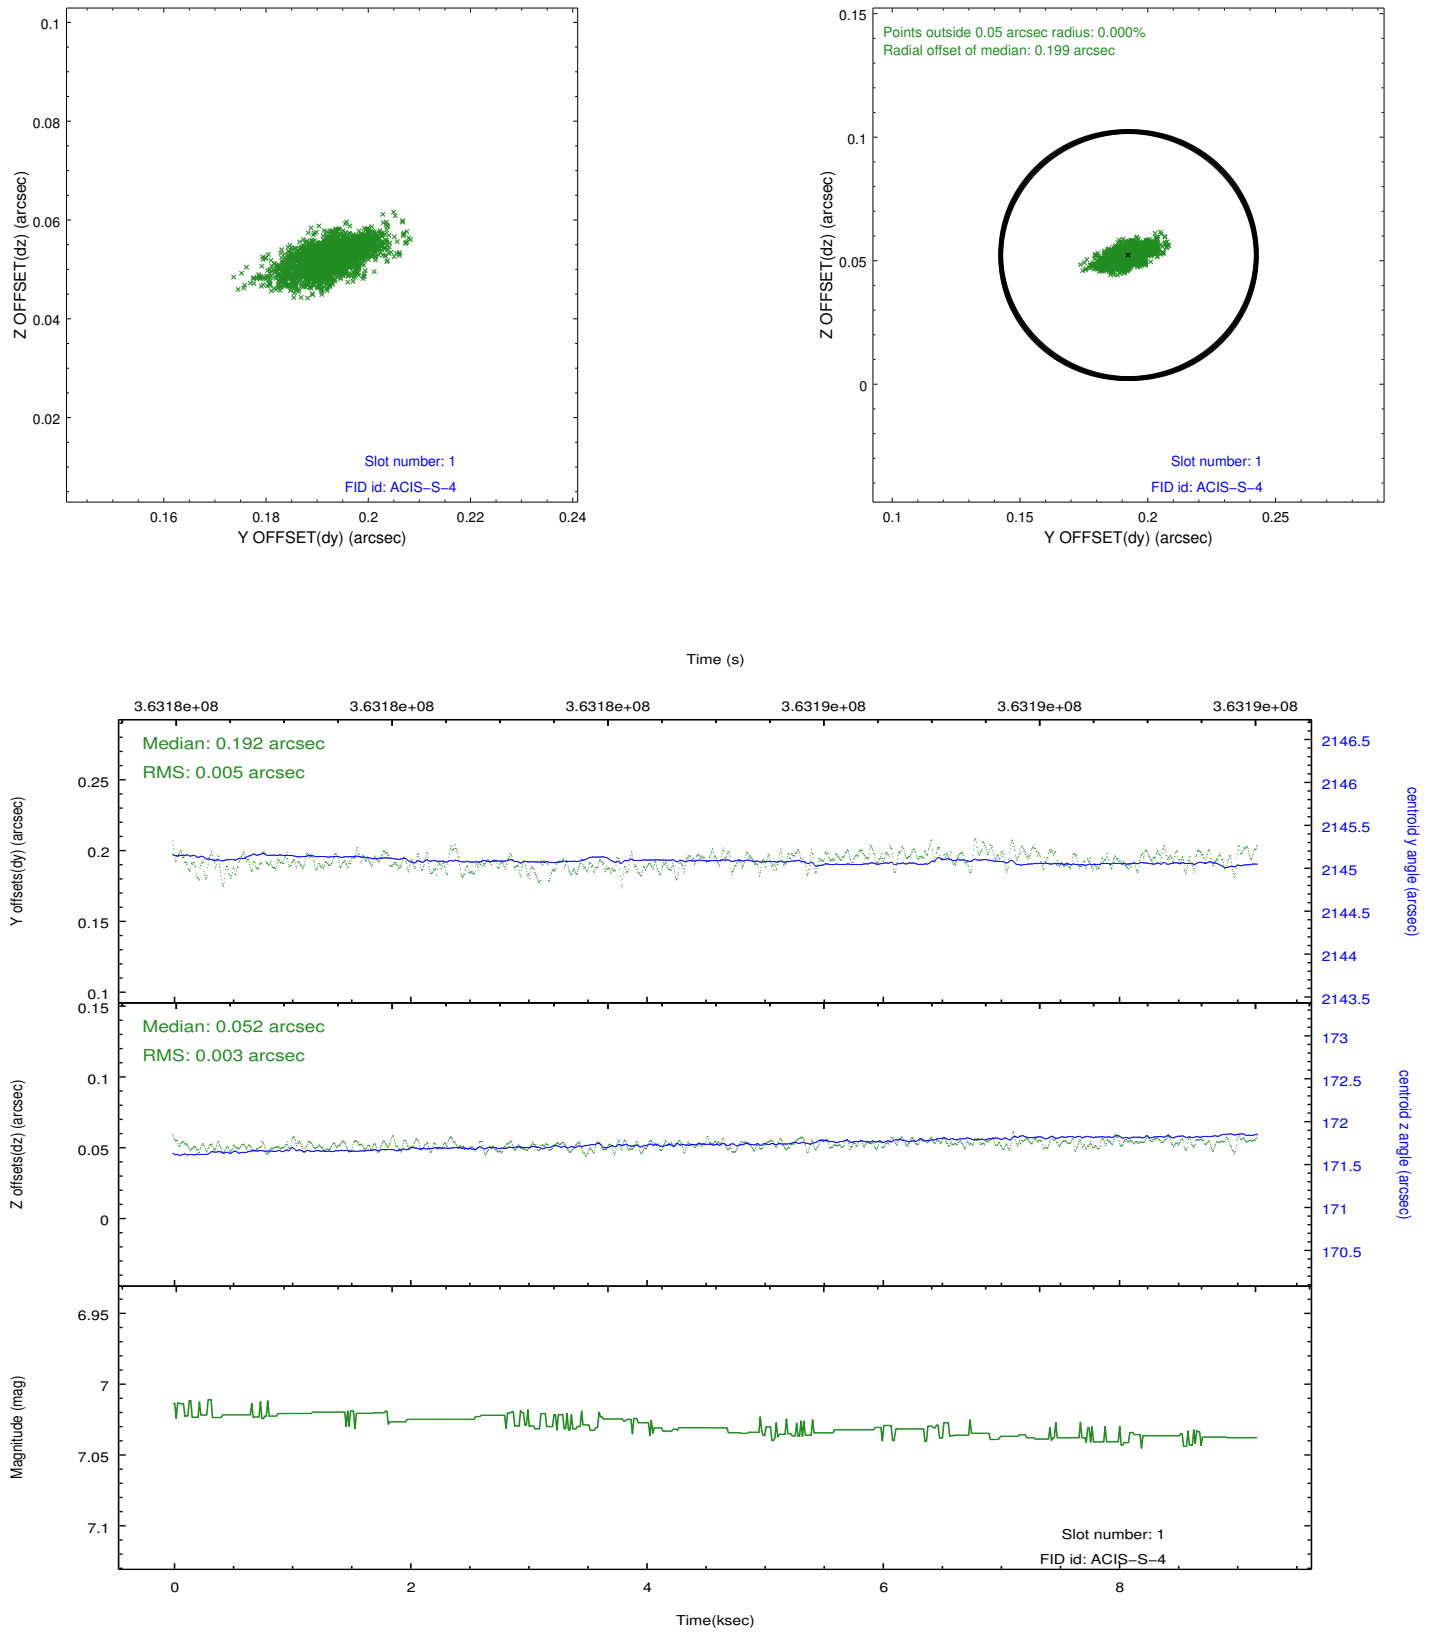 0.1
0.08
0.06
0.04
0.02
Z OFFSET(dz) (arcsec)
Slot number: 1
FID id: ACIS−S−4
0.16 0.18 0.2 0.22 0.24
Y OFFSET(dy) (arcsec)
0.15
Points outside 0.05 arcsec radius: 0.000%
Radial offset of median: 0.199 arcsec
0.1
0.05
0
Z OFFSET(dz) (arcsec)
Slot number: 1
FID id: ACIS−S−4
0.1 0.15 0.2 0.25
Y OFFSET(dy) (arcsec)
Time (s)
3.6318e+08 3.6318e+08 3.6318e+08 3.6319e+08 3.6319e+08 3.6319e+08
Median: 0.192 arcsec
RMS: 0.005 arcsec
0.25
0.2
0.15
0.1
Y offsets(dy) (arcsec)
2146.5
2146
2145.5
2145
2144.5
2144
2143.5
centroid y angle (arcsec)
0.15
Median: 0.052 arcsec
RMS: 0.003 arcsec
0.1
0.05
0
Z offsets(dz) (arcsec)
173
172.5
172
171.5
171
170.5
centroid z angle (arcsec)
6.95
7
7.05
7.1
Magnitude (mag)
Slot number: 1
FID id: ACIS−S−4
0 2 4 6 8
Time(ksec)